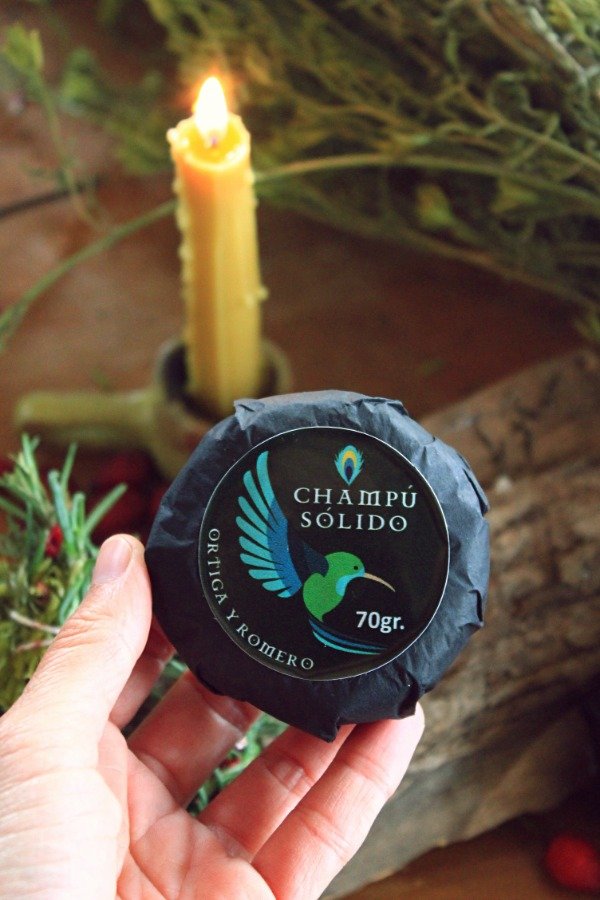 CHAMPÚ
SÓLIDO
70gr.
ORTIGA Y ROMERO